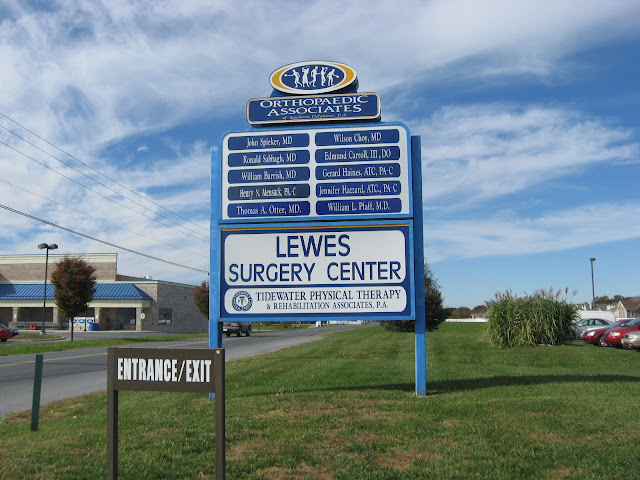 ORTHOPAEDIC
ASSOCIATES
of Southern Delaware, P.A.
John Spieker, MD
Wilson Choy, MD
Ronald Sabbagh, MD
Edmund Carroll, III, DO
William Barrish, MD
Gerard Haines, ATC, PA-C
Henry N. Mensack, PA-C
Jennifer Hazzard, ATC., PA-C
Thomas A. Otter, MD.
William L. Pfaff, M.D.
LEWES
SURGERY CENTER
TIDEWATER PHYSICAL THERAPY
& REHABILITATION ASSOCIATES, P.A.
ENTRANCE/EXIT